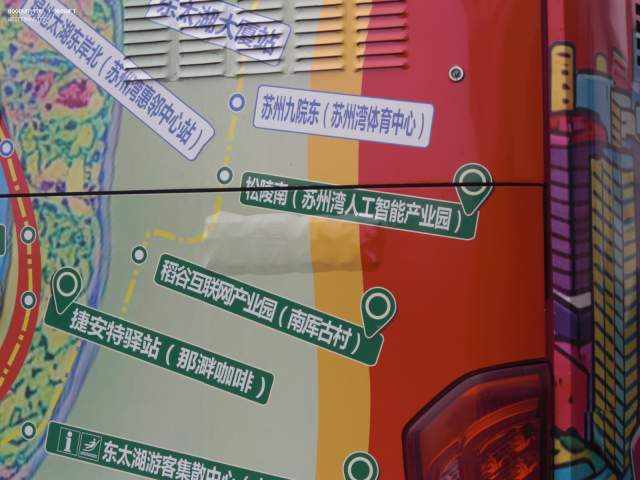 东太湖大厦站
太湖东岸北（苏州湾惠邻中心站）
苏州九院东（苏州湾体育中心）
松陵南（苏州湾人工智能产业园）
稻谷互联网产业园（南厍古村）
捷安特驿站（那湃咖啡）
i 东太湖游客集散中心